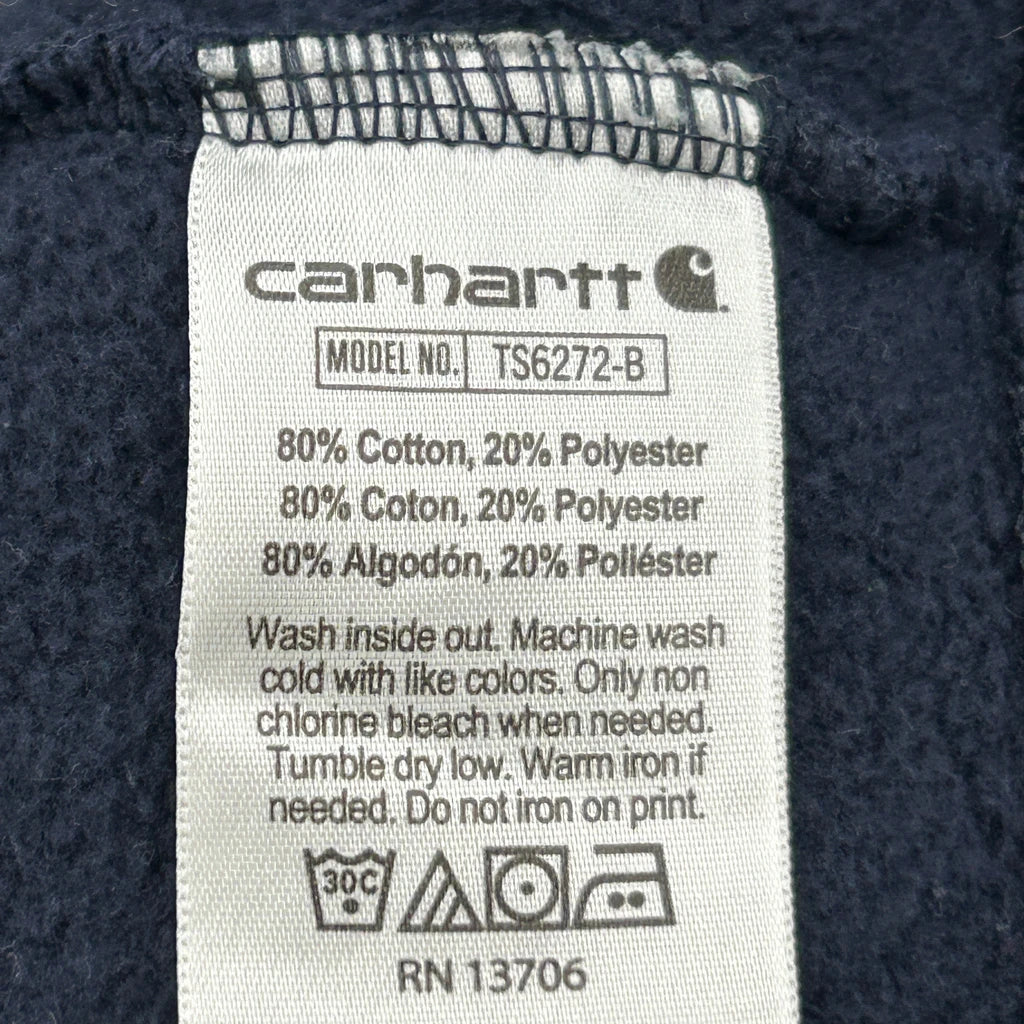 carhartt
MODEL NO. TS6272-B
80% Cotton, 20% Polyester
80% Coton, 20% Polyester
80% Algodón, 20% Poliéster
Wash inside out. Machine wash
cold with like colors. Only non
chlorine bleach when needed.
Tumble dry low. Warm iron if
needed. Do not iron on print.
30C
RN 13706